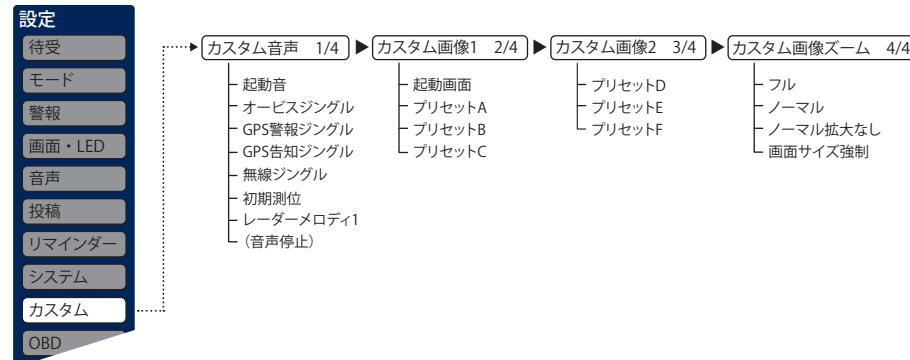 設定
待受
モード
警報
画面・LED
音声
投稿
リマインダー
システム
カスタム
OBD
カスタム音声 1/4
起動音
オービスジングル
GPS警報ジングル
GPS告知ジングル
無線ジングル
初期測位
レーダーメロディ1
（音声停止）
カスタム画像1 2/4
起動画面
プリセットA
プリセットB
プリセットC
カスタム画像2 3/4
プリセットD
プリセットE
プリセットF
カスタム画像ズーム 4/4
フル
ノーマル
ノーマル拡大なし
画面サイズ強制